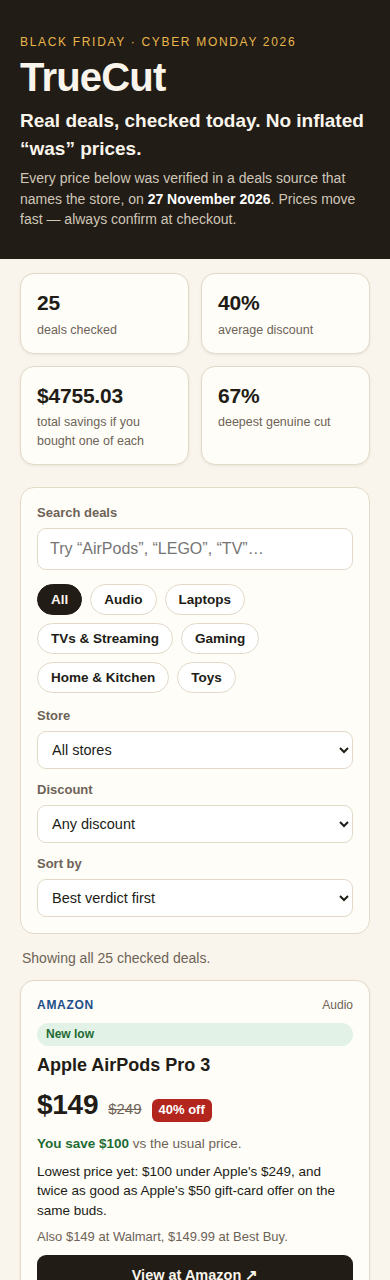 BLACK FRIDAY · CYBER MONDAY 2026
TrueCut
Real deals, checked today. No inflated
“was” prices.
Every price below was verified in a deals source that
names the store, on 27 November 2026. Prices move
fast — always confirm at checkout.
25
deals checked
40%
average discount
$4755.03
total savings if you
bought one of each
67%
deepest genuine cut
Search deals
Try “AirPods”, “LEGO”, “TV”…
All
Audio
Laptops
TVs & Streaming
Gaming
Home & Kitchen
Toys
Store
All stores
Discount
Any discount
Sort by
Best verdict first
Showing all 25 checked deals.
AMAZON
Audio
New low
Apple AirPods Pro 3
$149 $249 40% off
You save $100 vs the usual price.
Lowest price yet: $100 under Apple's $249, and
twice as good as Apple's $50 gift-card offer on the
same buds.
Also $149 at Walmart, $149.99 at Best Buy.
View at Amazon ↗